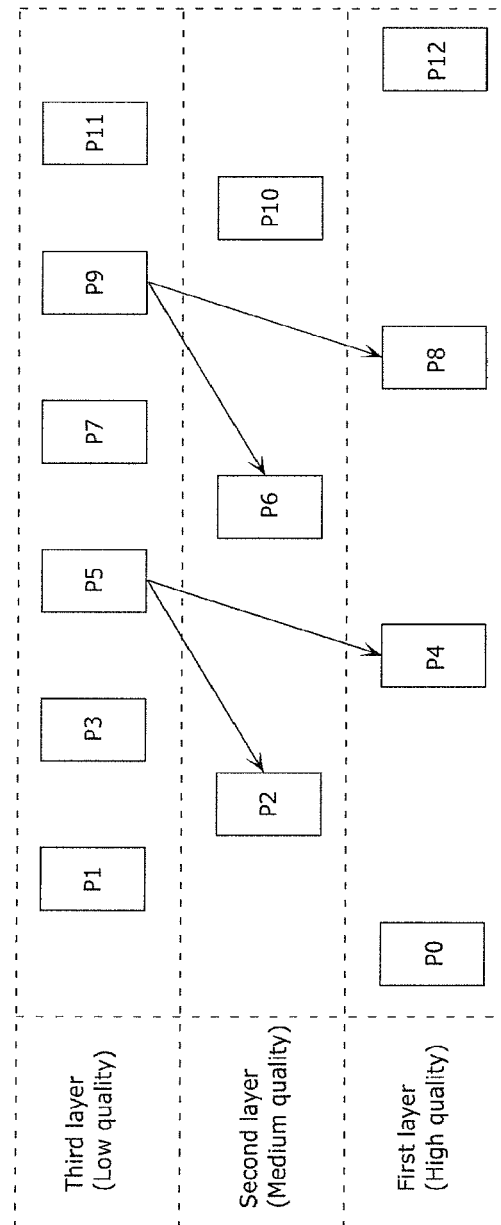 Third layer
(Low quality)
P1
P3
P5
P7
P9
P11
Second layer
(Medium quality)
P2
P6
P10
First layer
(High quality)
P0
P4
P8
P12